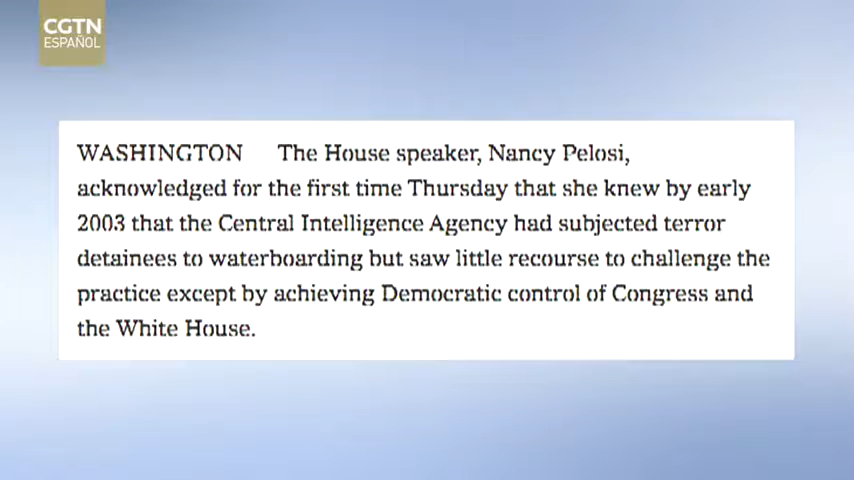 CGTN
ESPAÑOL
WASHINGTON The House speaker, Nancy Pelosi,
acknowledged for the first time Thursday that she knew by early
2003 that the Central Intelligence Agency had subjected terror
detainees to waterboarding but saw little recourse to challenge the
practice except by achieving Democratic control of Congress and
the White House.